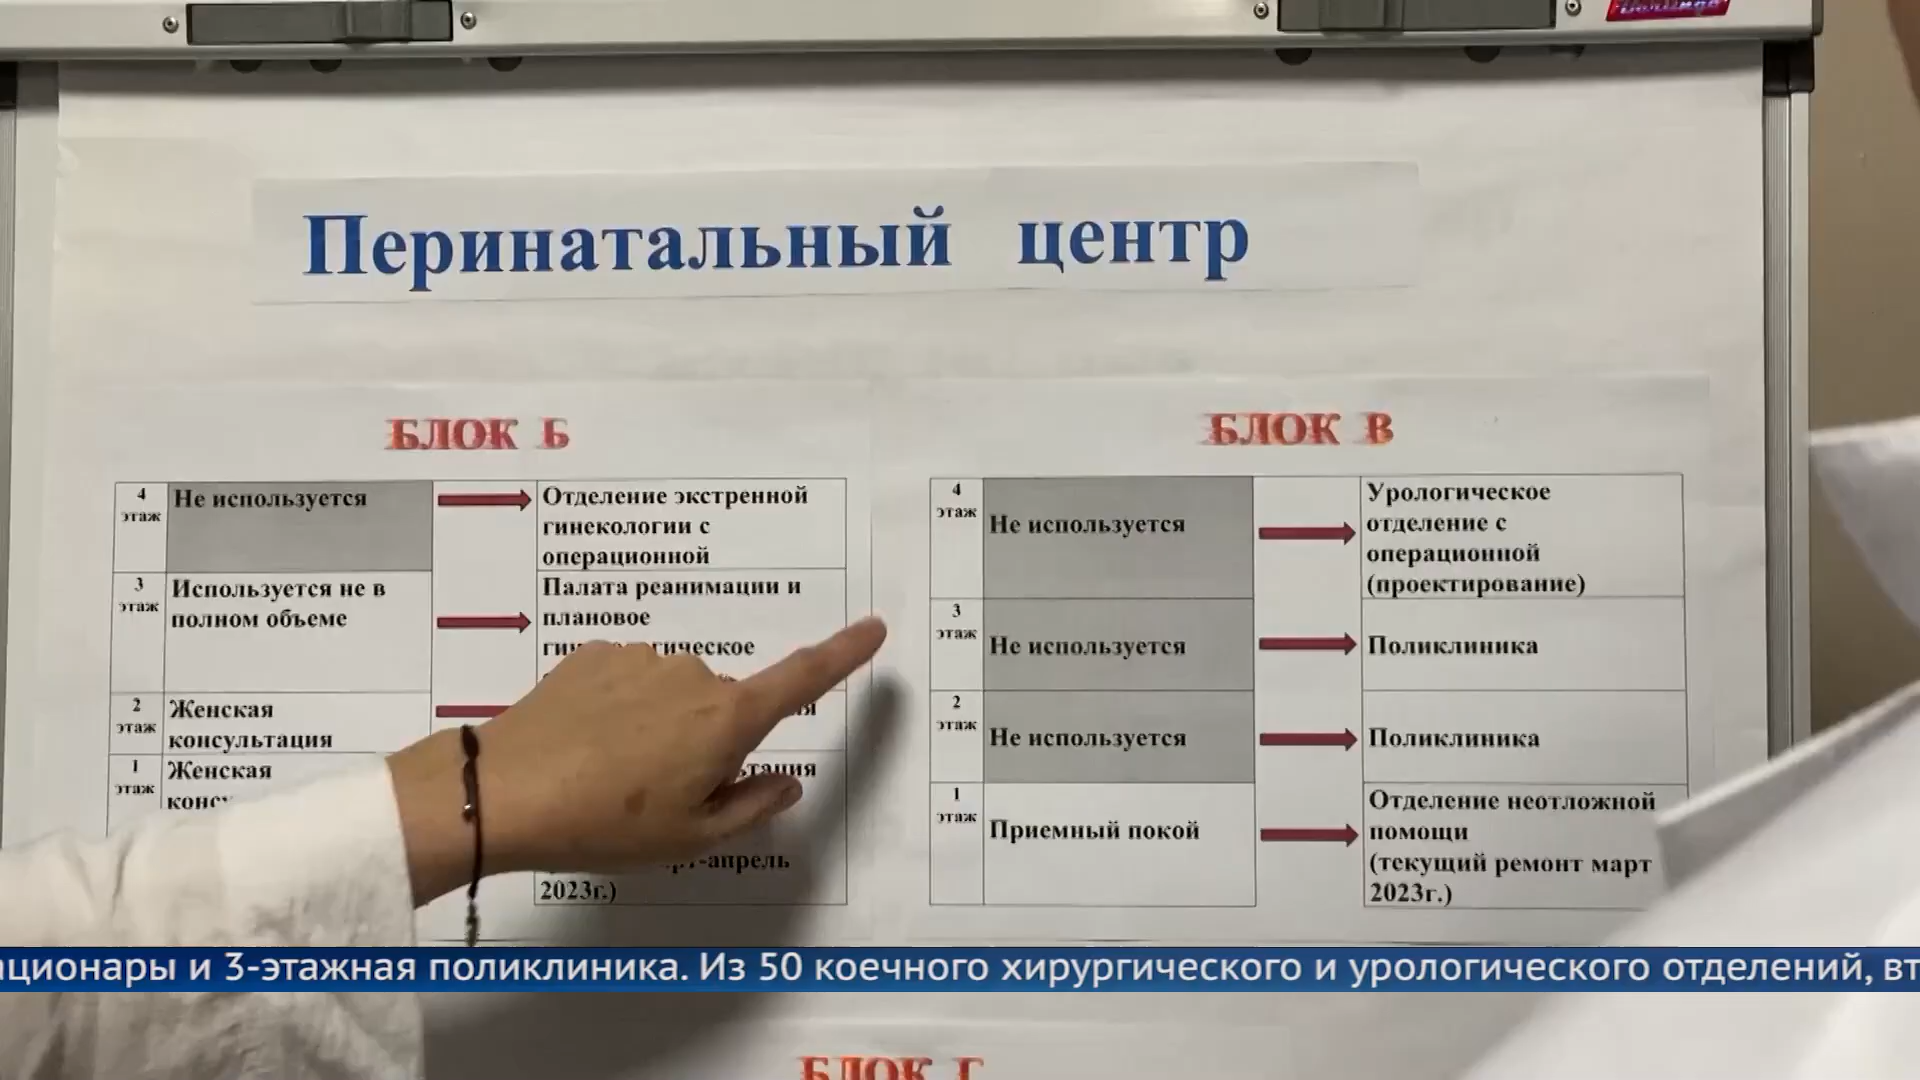 Перинатальный центр
БЛОК Б
4
этаж
Не используется
Отделение экстренной
гинекологии с
операционной
3
этаж
Используется не в
полном объеме
Палата реанимации и
плановое
2
этаж
Женская
консультация
1
этаж
Женская
2023г.)
БЛОК В
4
этаж
Не используется
Урологическое
отделение с
операционной
(проектирование)
3
этаж
Не используется
Поликлиника
2
этаж
Не используется
Поликлиника
1
этаж
Приемный покой
Отделение неотложной
помощи
(текущий ремонт март
2023г.)
и 3-этажная поликлиника. Из 50 коечного хирургического и урологического отделений,
БЛОК Г